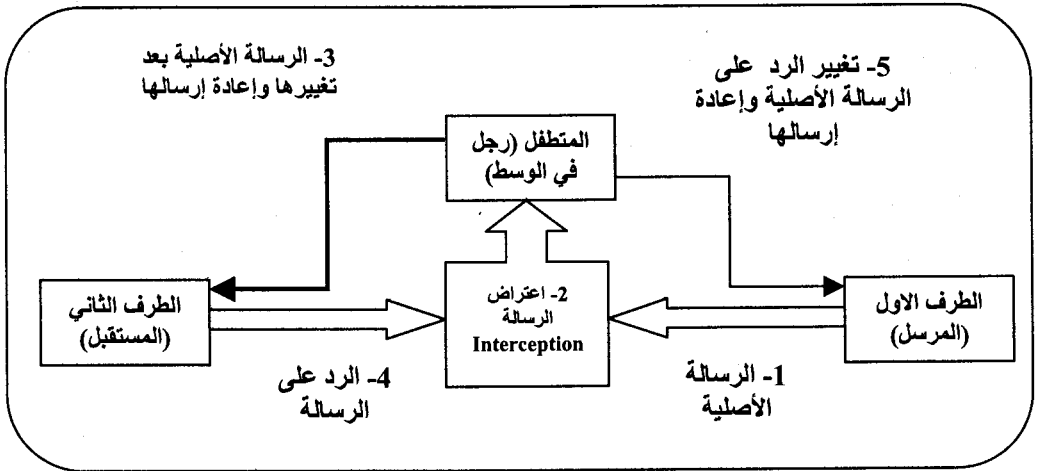 3- الرسالة الأصلية بعد
تغييرها وإعادة إرسالها
5- تغيير الرد على
الرسالة الأصلية وإعادة
إرسالها
المتطفل (رجل
في الوسط)
الطرف الثاني
(المستقبل)
2- اعتراض
الرسالة
Interception
الطرف الاول
(المرسل)
4- الرد على
الرسالة
1- الرسالة
الأصلية